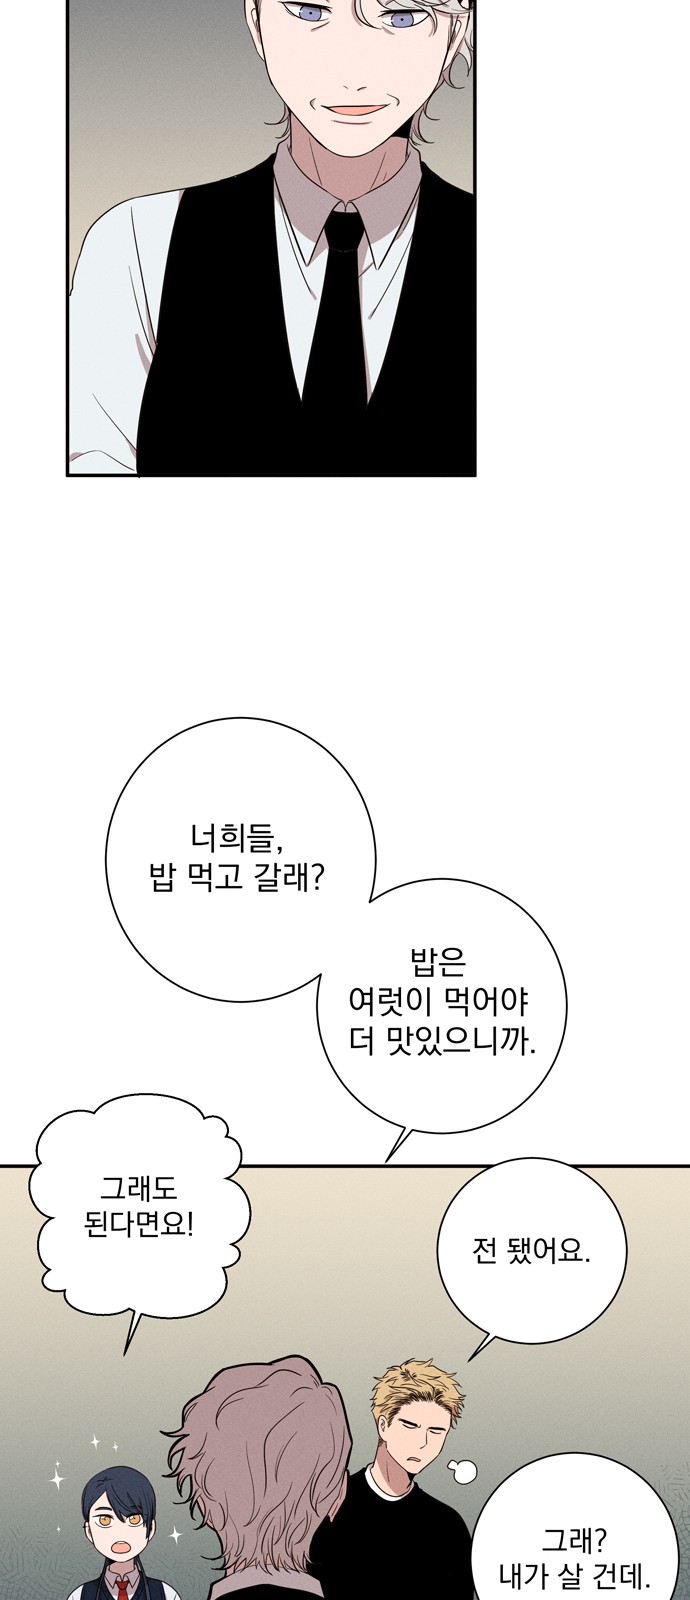 너희들,
밥 먹고 갈래?
밥은
여럿이 먹어야
더 맛있으니까.
그래도
된다면요!
전 됐어요.
그래?
내가 살 건데.